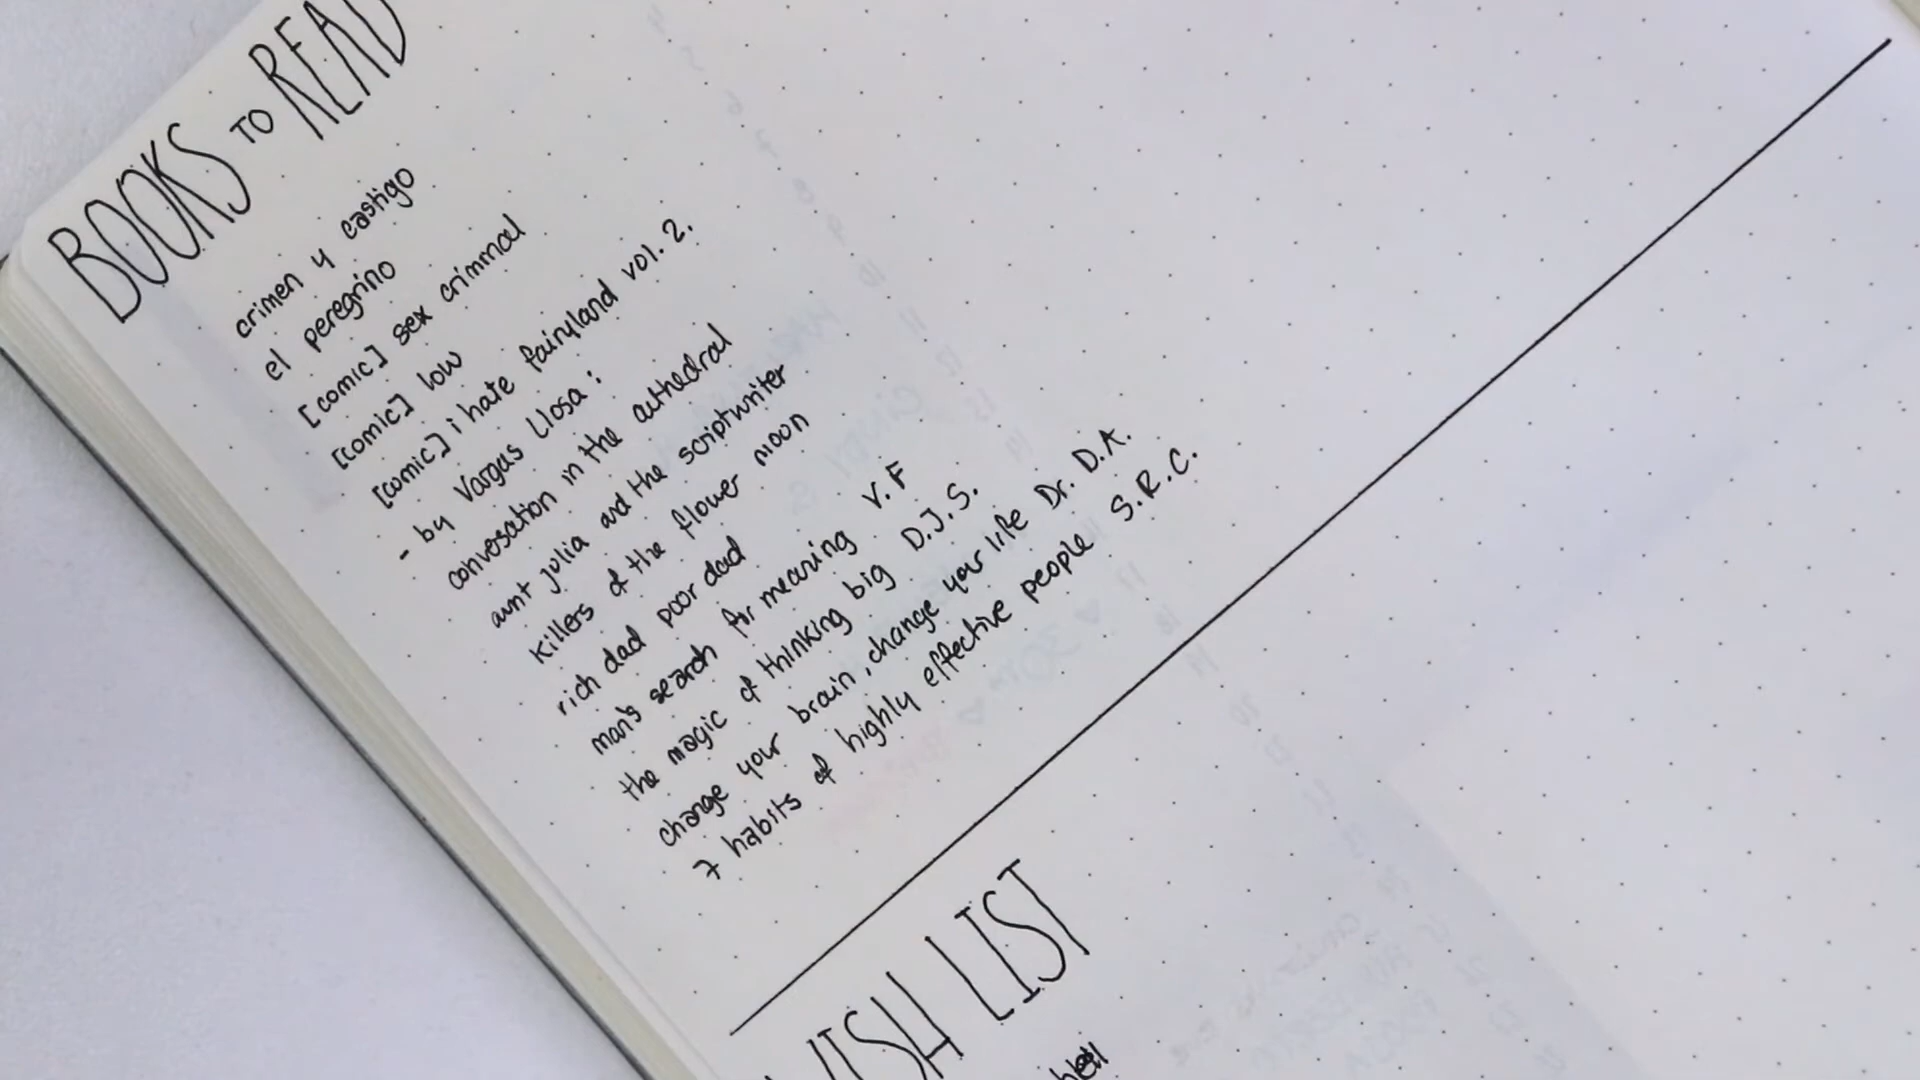 BOOKS TO READ
crimen y castigo
el peregrino
[comic] sex crimmal
[comic] low
[comic] i hate fairyland vol. 2.
- by Vargas Llosa:
convesation in the authedral
aunt julia and the scriptwriter
killers of the flower moon
rich dad poor dad
man's search for meaning V.F
the magic of thinking big D.J.S.
change your brain, change your life Dr. D.A.
7 habits of highly effective people S.R.C.
WISH LIST